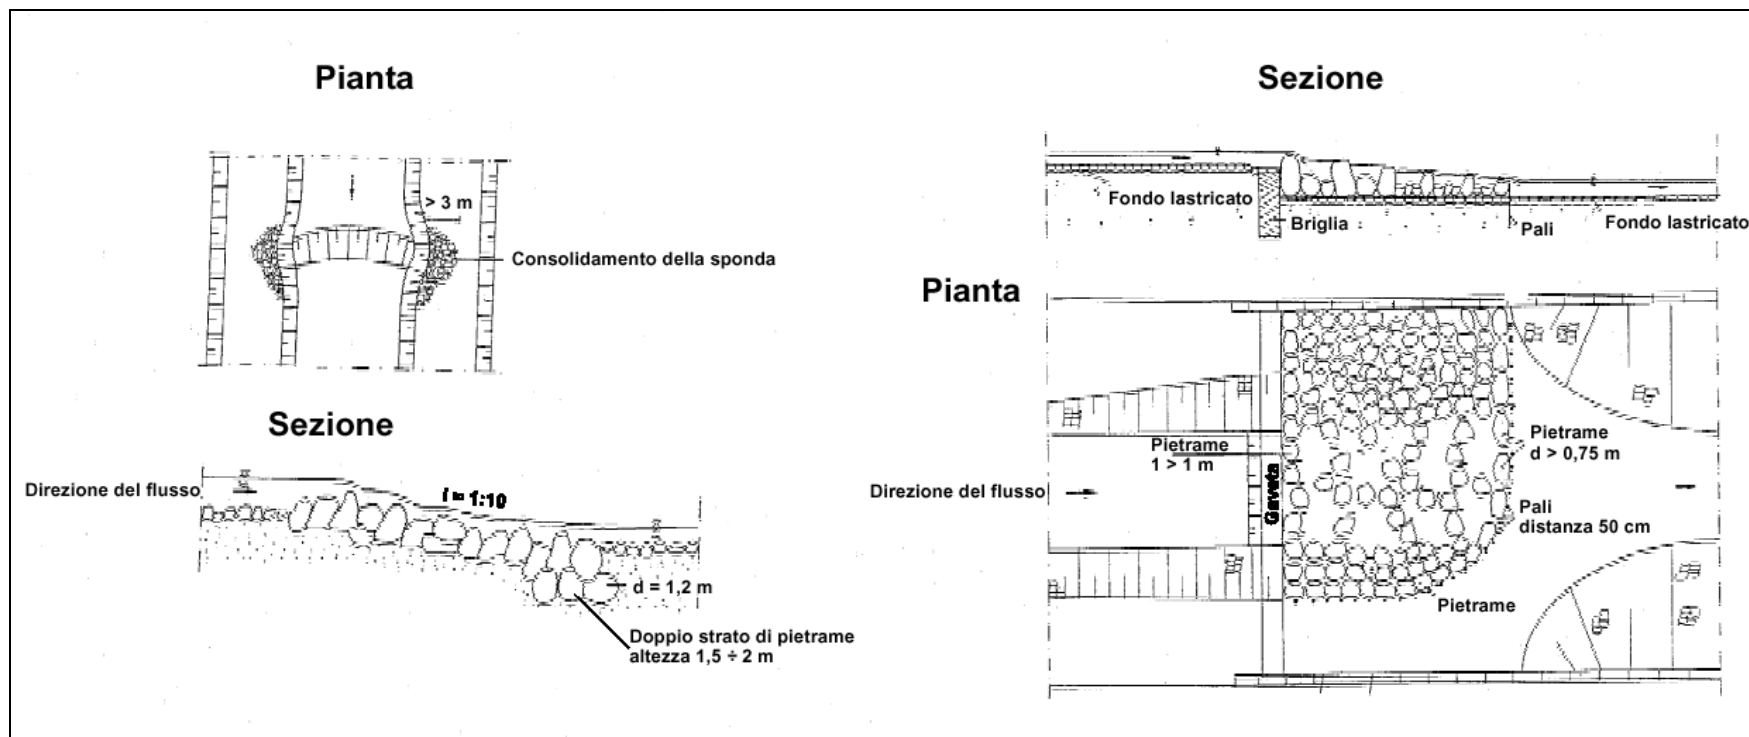 Pianta
> 3 m
Consolidamento della sponda
Sezione
Direzione del flusso
i = 1:10
d = 1,2 m
Doppio strato di pietrame
altezza 1,5 ÷ 2 m
Sezione
Fondo lastricato
Briglia
Pali
Fondo lastricato
Pianta
Pietrame
1 > 1 m
Gaveta
Pietrame
d > 0,75 m
Direzione del flusso
Pali
distanza 50 cm
Pietrame